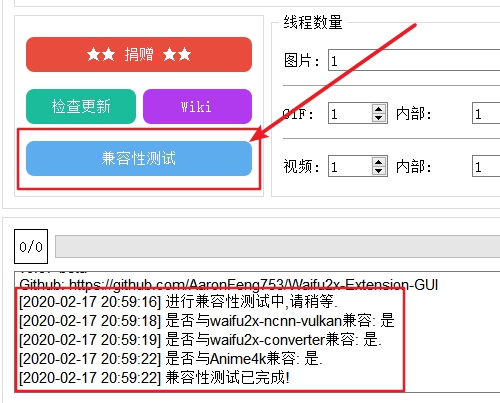 线程数量
★★ 捐赠 ★★
图片: 1
检查更新
Wiki
GIF: 1 内部: 1
兼容性测试
视频: 1 内部: 1
0/0
Github: https://github.com/AaronFeng753/Waifu2x-Extension-GUI
[2020-02-17 20:59:16] 进行兼容性测试中,请稍等.
[2020-02-17 20:59:18] 是否与waifu2x-ncnn-vulkan兼容: 是
[2020-02-17 20:59:19] 是否与waifu2x-converter兼容: 是.
[2020-02-17 20:59:22] 是否与Anime4k兼容: 是.
[2020-02-17 20:59:22] 兼容性测试已完成!